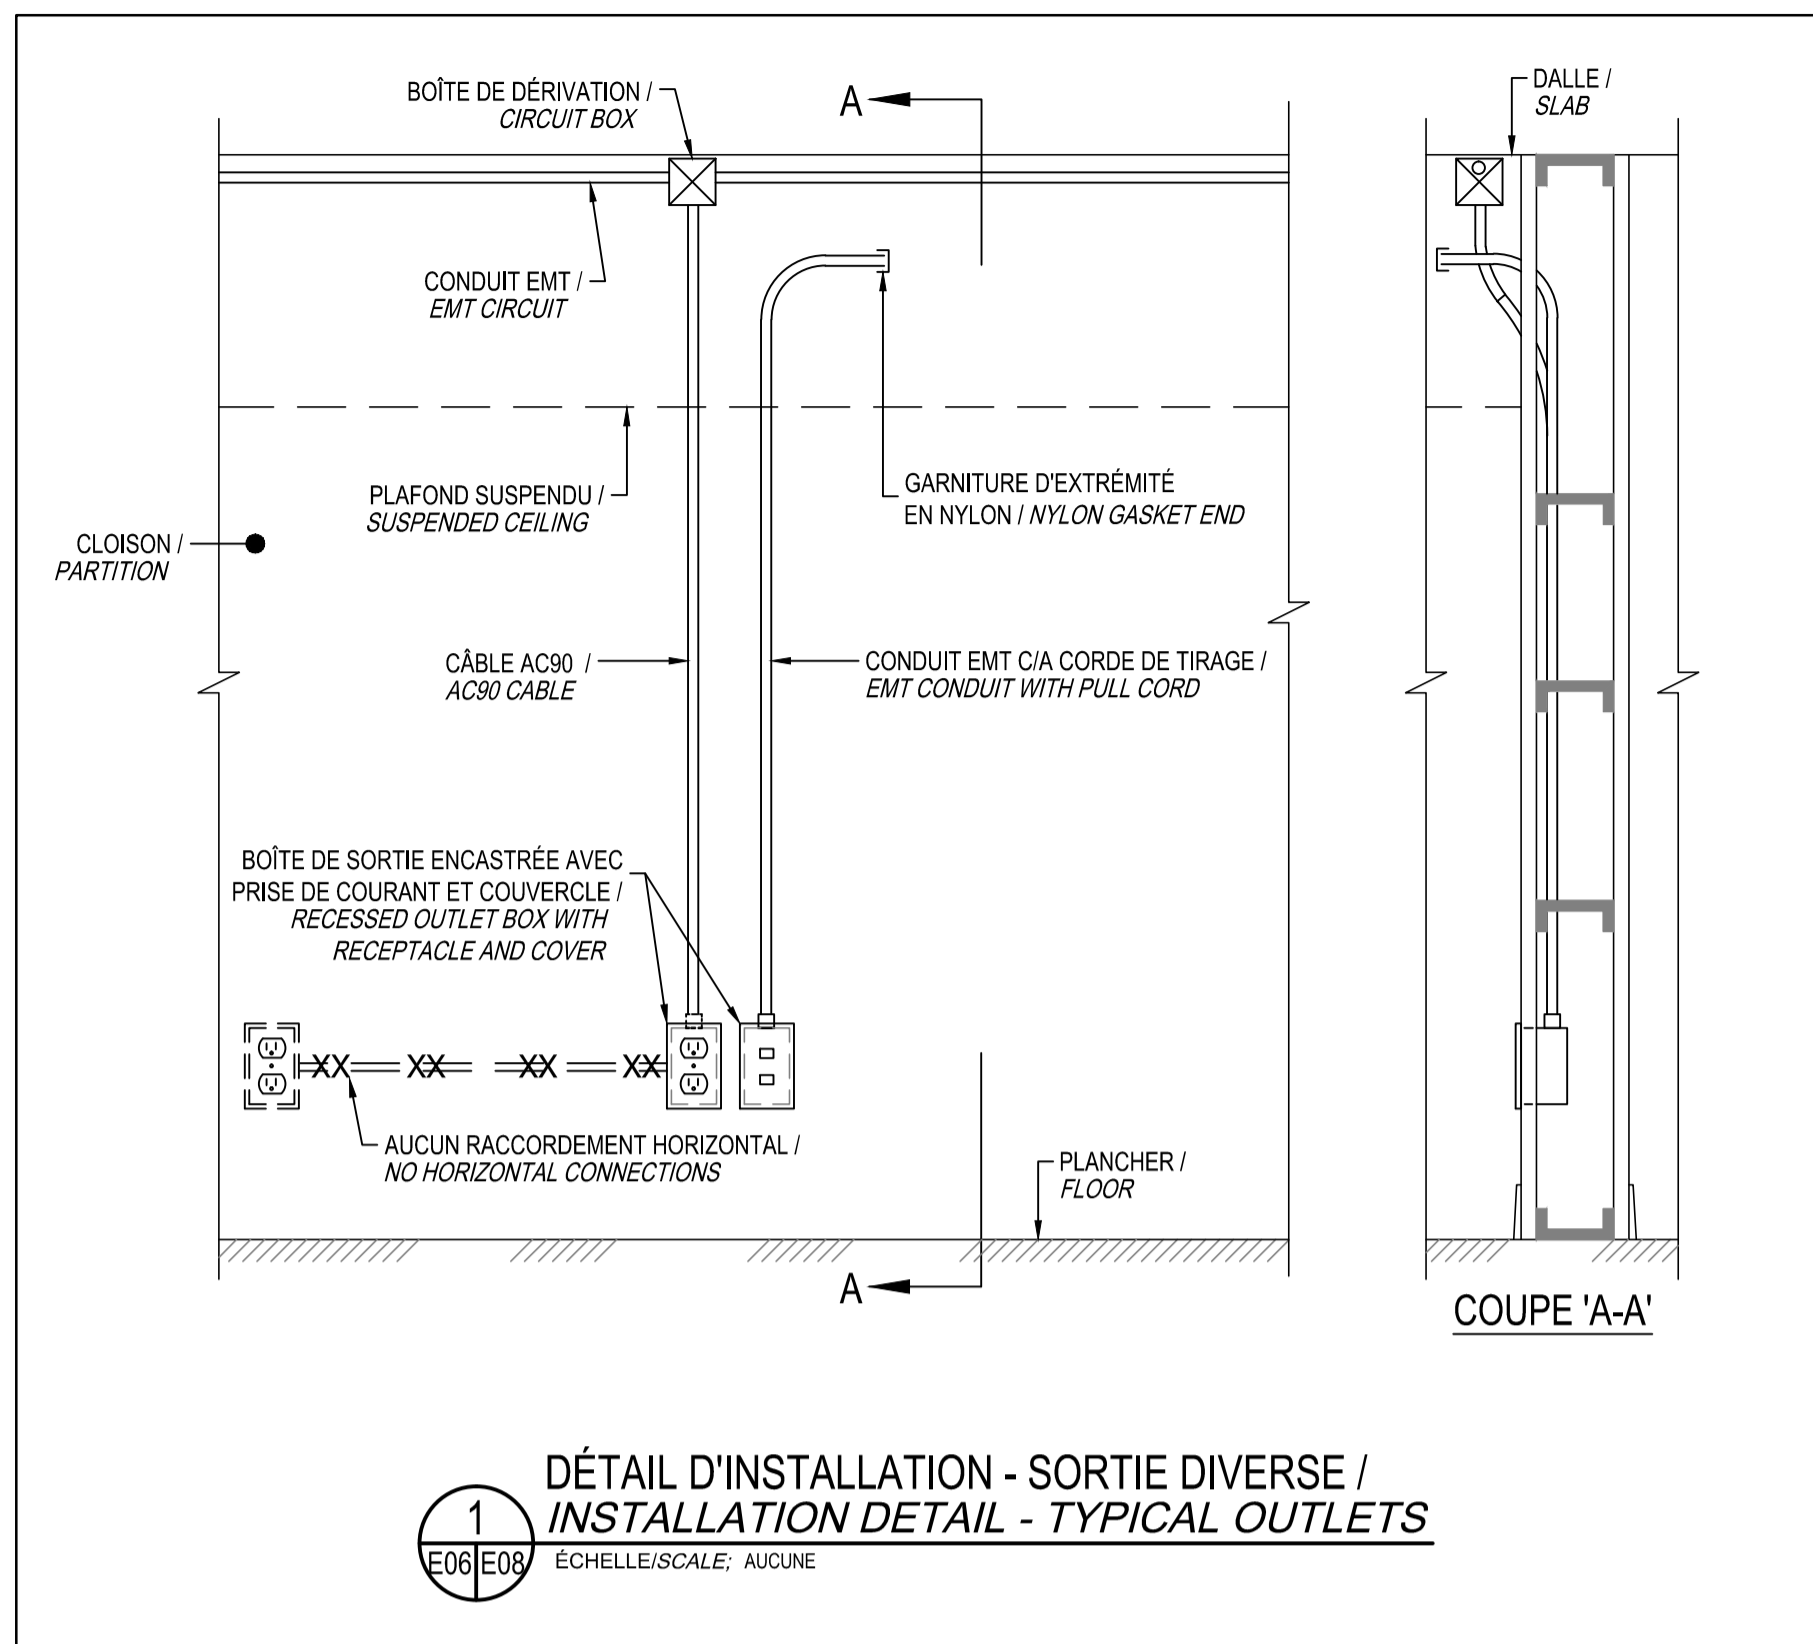 BOÎTE DE DÉRIVATION /
CIRCUIT BOX
A
DALLE /
SLAB
CONDUIT EMT /
EMT CIRCUIT
PLAFOND SUSPENDU /
SUSPENDED CEILING
GARNITURE D'EXTRÉMITÉ
EN NYLON / NYLON GASKET END
CLOISON /
PARTITION
CÂBLE AC90 /
AC90 CABLE
CONDUIT EMT C/A CORDE DE TIRAGE /
EMT CONDUIT WITH PULL CORD
BOÎTE DE SORTIE ENCASTRÉE AVEC
PRISE DE COURANT ET COUVERCLE /
RECESSED OUTLET BOX WITH
RECEPTACLE AND COVER
XX XX XX XX
AUCUN RACCORDEMENT HORIZONTAL /
NO HORIZONTAL CONNECTIONS
PLANCHER /
FLOOR
A
COUPE 'A-A'
DÉTAIL D'INSTALLATION - SORTIE DIVERSE /
INSTALLATION DETAIL - TYPICAL OUTLETS
1
E06 E08
ÉCHELLE/SCALE; AUCUNE